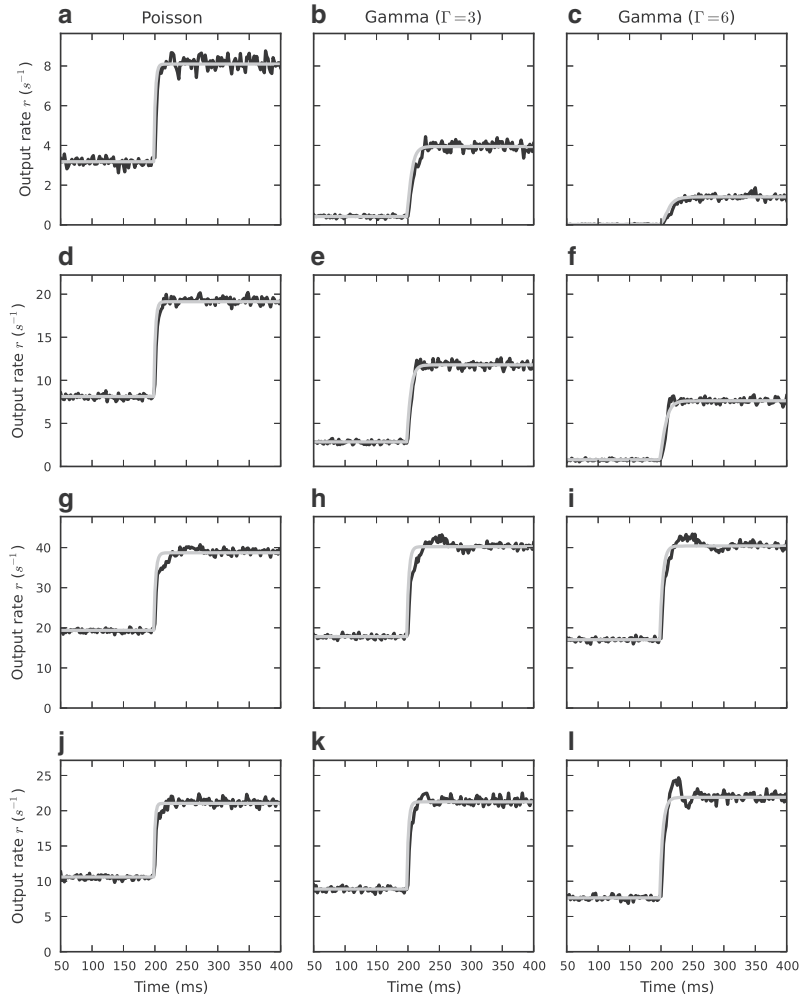 a Poisson b Gamma (Γ=3) c Gamma (Γ=6)
Output rate r (s⁻¹)
8
6
4
2
0
d e f
Output rate r (s⁻¹)
20
15
10
5
0
g h i
Output rate r (s⁻¹)
40
30
20
10
0
j k l
Output rate r (s⁻¹)
25
20
15
10
5
0
50 100 150 200 250 300 350 400 50 100 150 200 250 300 350 400 50 100 150 200 250 300 350 400
Time (ms) Time (ms) Time (ms)